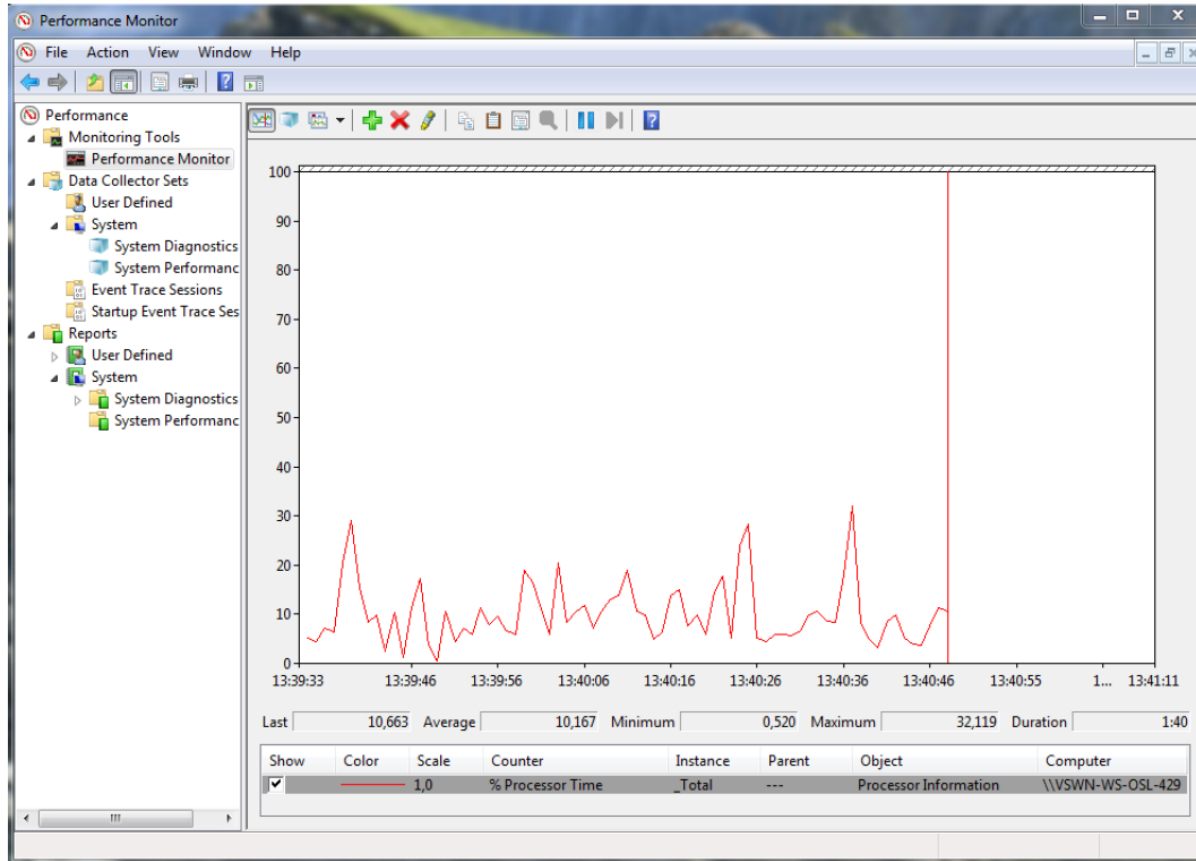 Performance Monitor
File Action View Window Help
Performance
Monitoring Tools
Performance Monitor
Data Collector Sets
User Defined
System
System Diagnostics
System Performanc
Event Trace Sessions
Startup Event Trace Ses
Reports
User Defined
System
System Diagnostics
System Performanc
100
90
80
70
60
50
40
30
20
10
0
13:39:33 13:39:46 13:39:56 13:40:06 13:40:16 13:40:26 13:40:36 13:40:46 13:40:55 1... 13:41:11
Last 10,663 Average 10,167 Minimum 0,520 Maximum 32,119 Duration 1:40
Show Color Scale Counter Instance Parent Object Computer
1,0 % Processor Time _Total --- Processor Information \\VSWN-WS-OSL-429